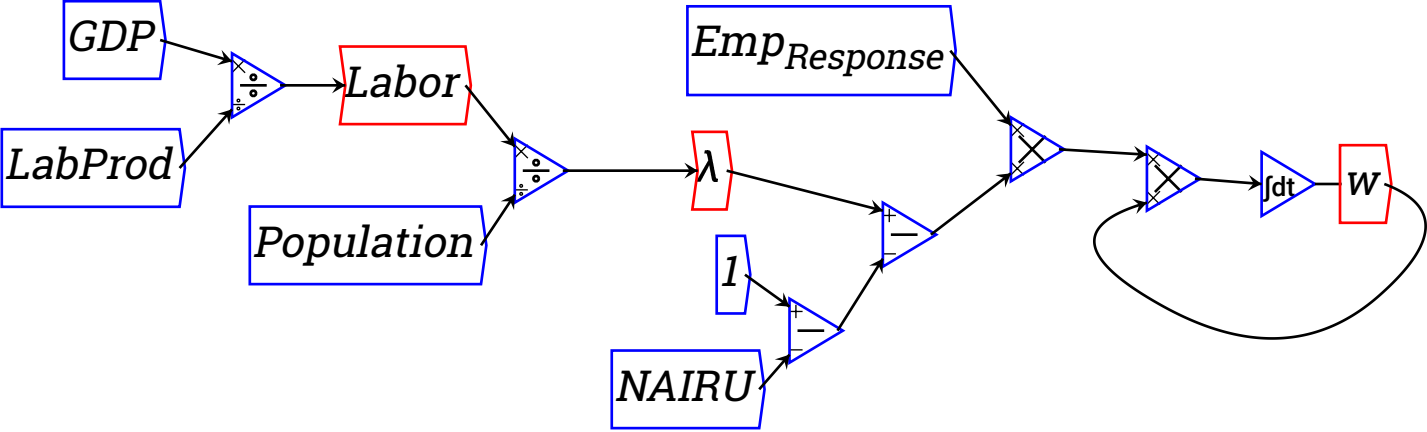 GDP
LabProd
×
÷
÷
Labor
Population
×
÷
÷
λ
1
NAIRU
+
−
−
+
−
−
Emp_Response
×
×
×
×
×
×
∫dt
w